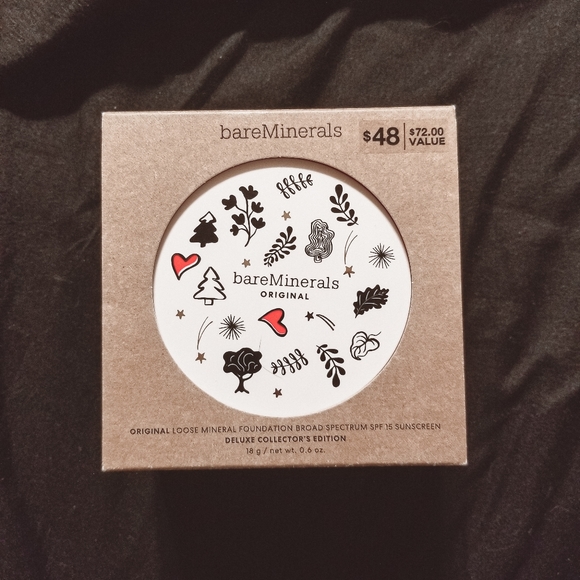 bareMinerals
$48 $72.00 VALUE
bareMinerals
ORIGINAL
ORIGINAL LOOSE MINERAL FOUNDATION BROAD SPECTRUM SPF 15 SUNSCREEN
DELUXE COLLECTOR'S EDITION
18 g / net wt. 0.6 oz.